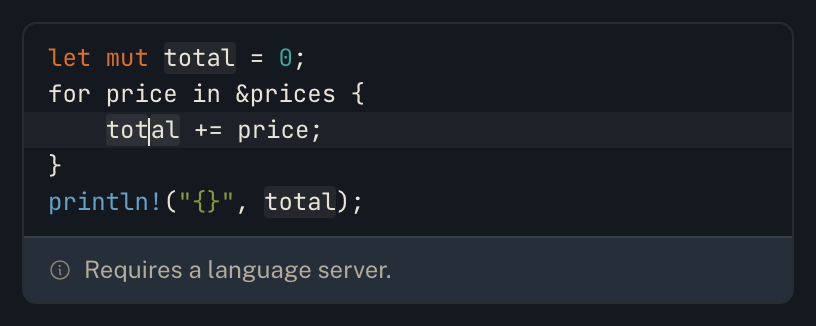 let mut total = 0;
for price in &prices {
    total += price;
}
println!("{}", total);
Requires a language server.